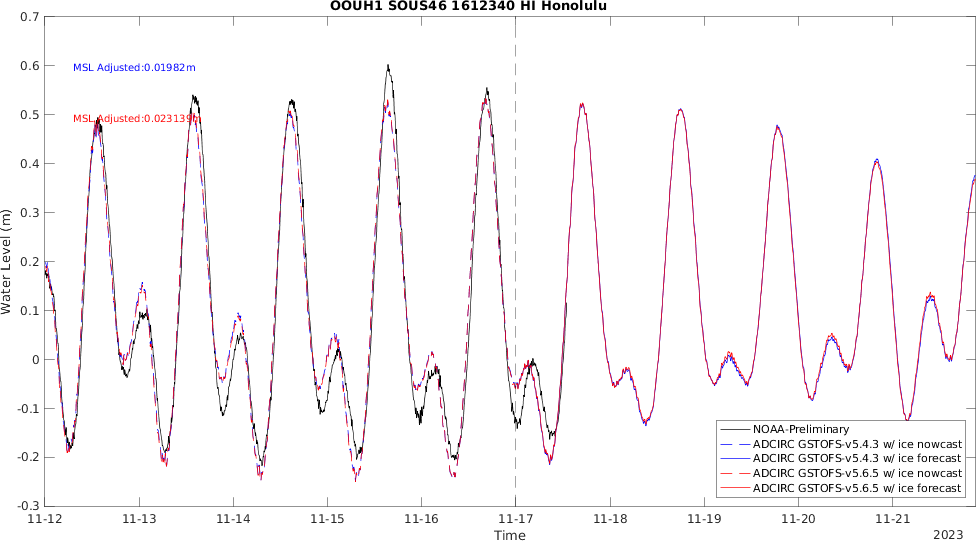 OOUH1 SOUS46 1612340 HI Honolulu
0.7
0.6
0.5
0.4
0.3
0.2
0.1
0
-0.1
-0.2
-0.3
Water Level (m)
MSL Adjusted:0.01982m
MSL Adjusted:0.023139m
NOAA-Preliminary
ADCIRC GSTOFS-v5.4.3 w/ ice nowcast
ADCIRC GSTOFS-v5.4.3 w/ ice forecast
ADCIRC GSTOFS-v5.6.5 w/ ice nowcast
ADCIRC GSTOFS-v5.6.5 w/ ice forecast
11-12 11-13 11-14 11-15 11-16 11-17 11-18 11-19 11-20 11-21
Time
2023